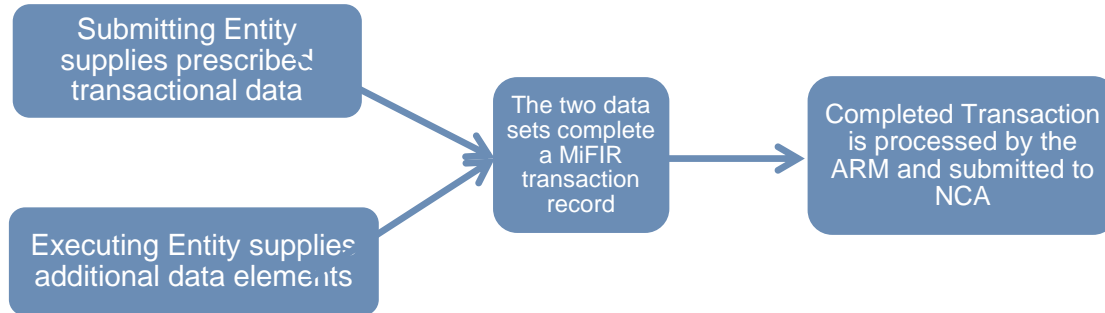 Submitting Entity
supplies prescribed
transactional data
Executing Entity supplies
additional data elements
The two data
sets complete
a MiFIR
transaction
record
Completed Transaction
is processed by the
ARM and submitted to
NCA